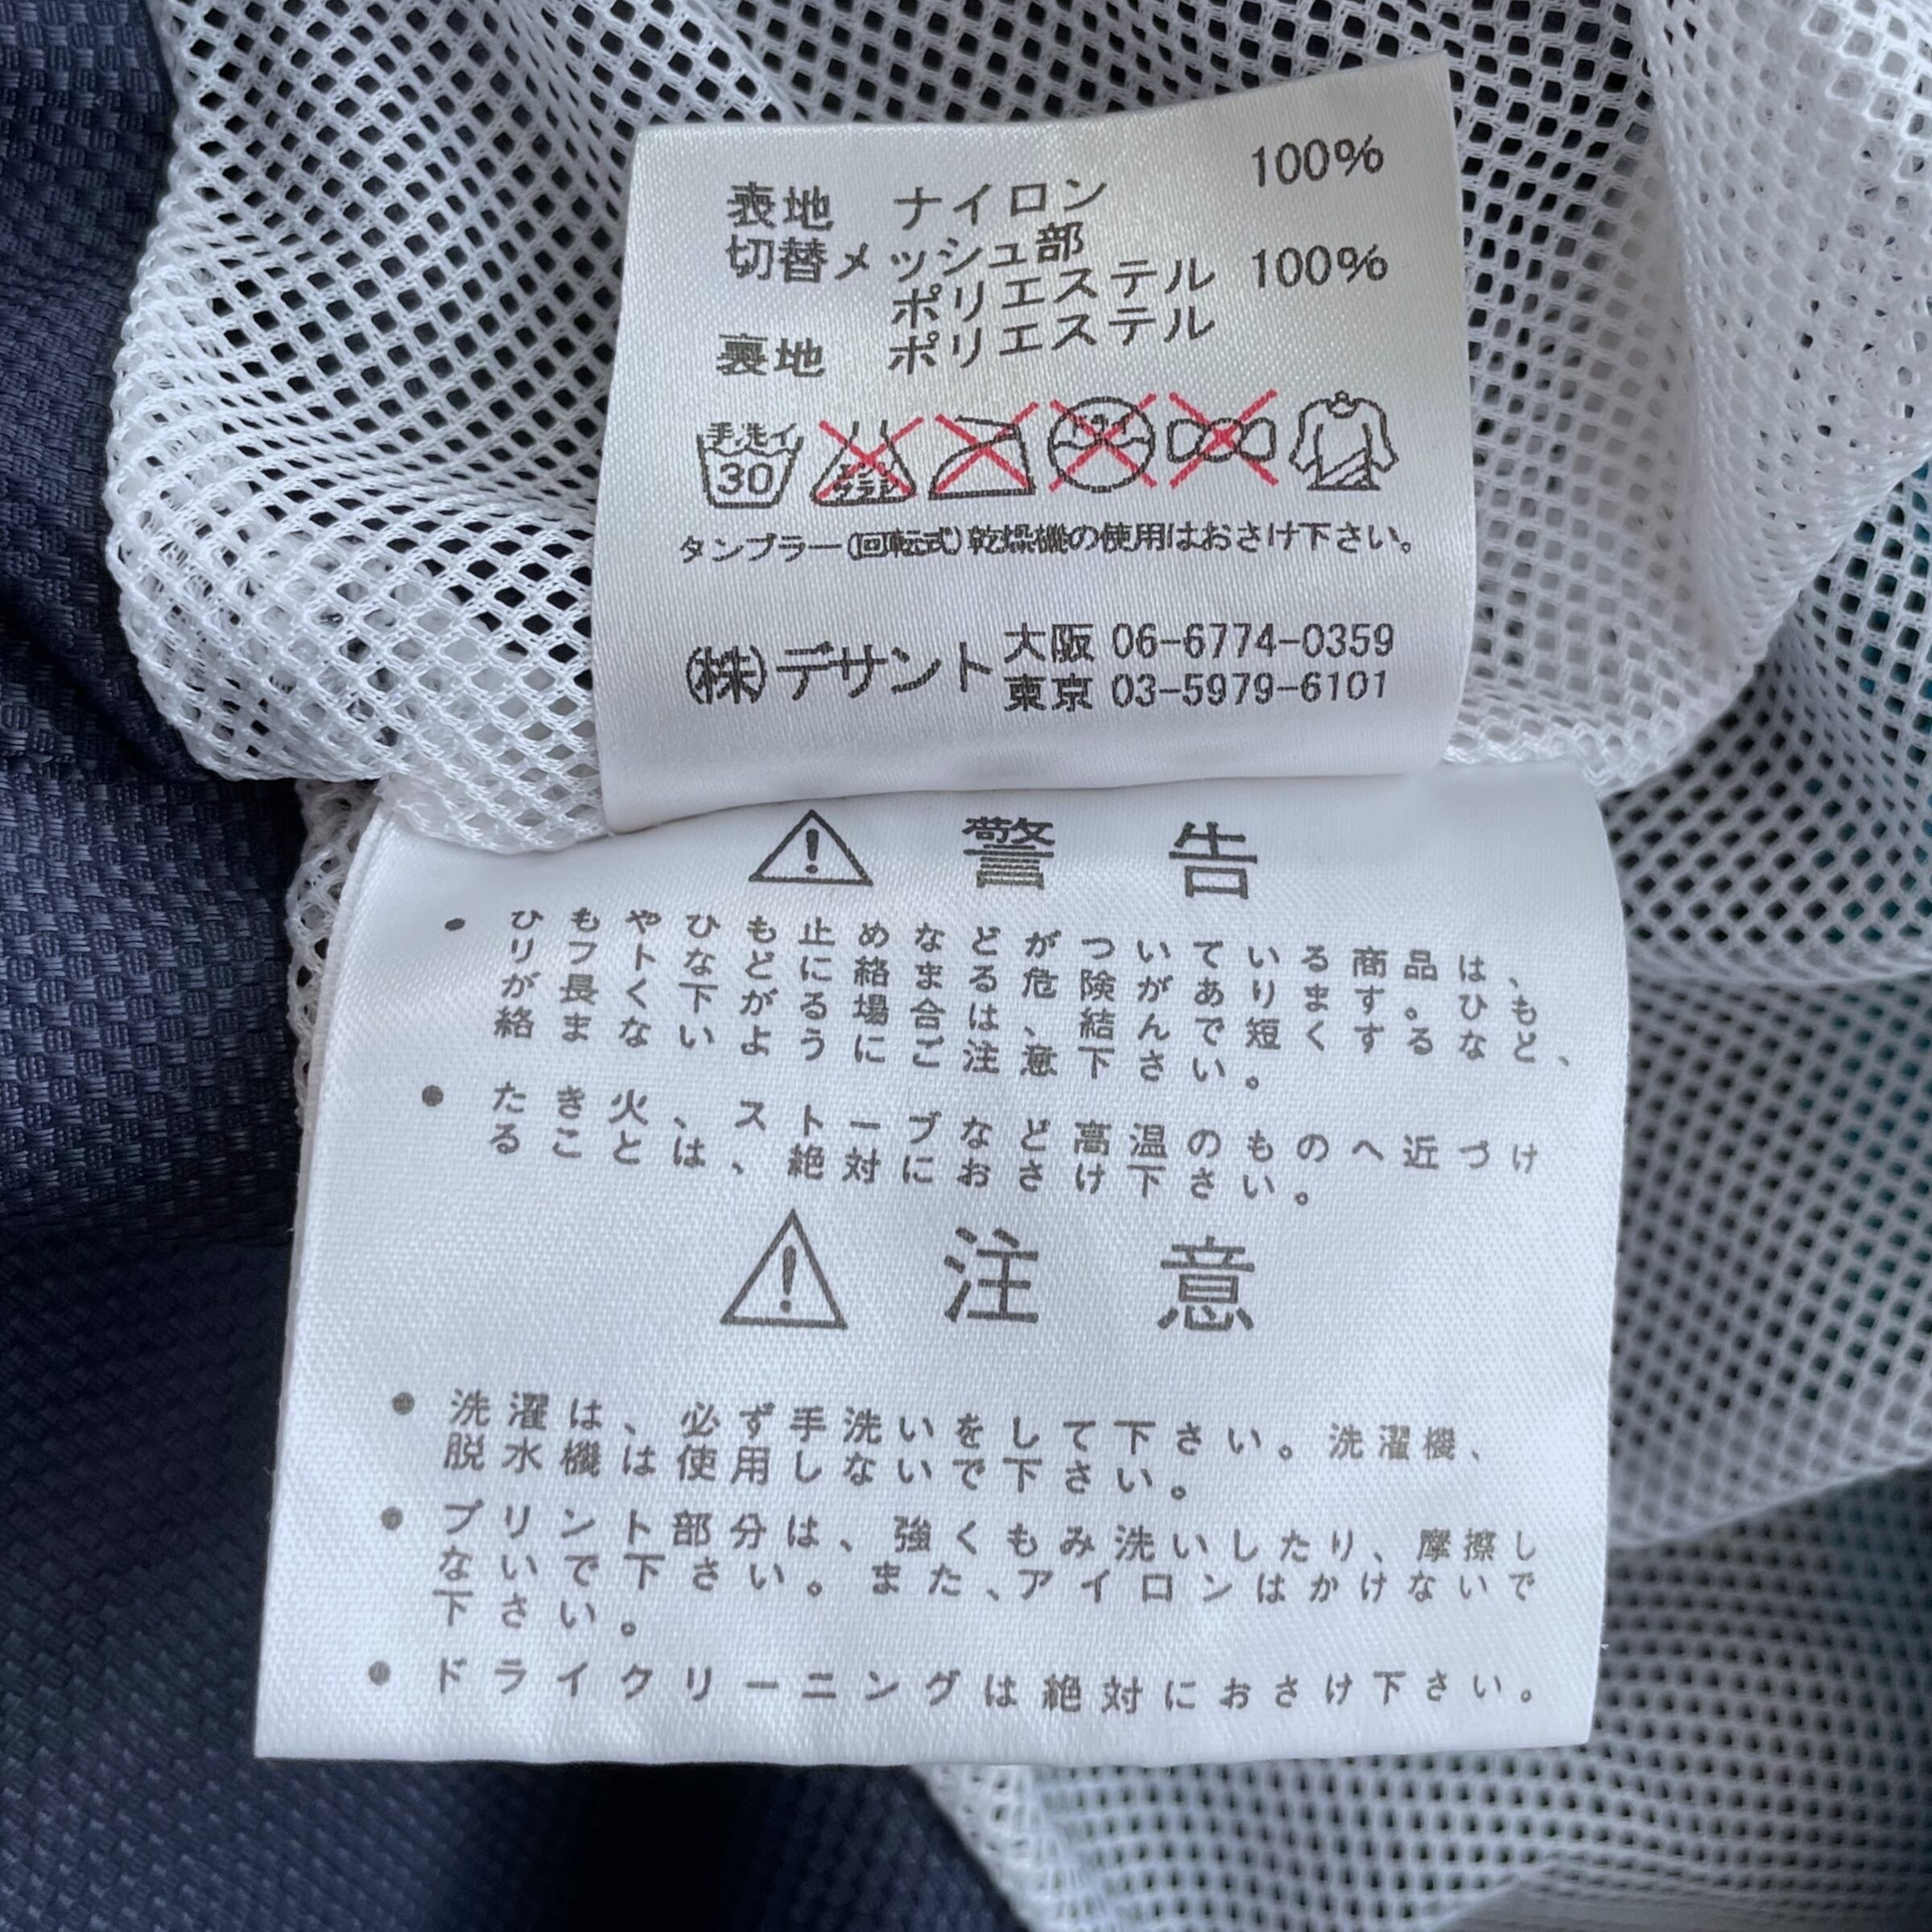 表地 ナイロン 100%
切替メッシュ部
ポリエステル 100%
裏地 ポリエステル
手洗イ
30
タンブラー(回転式)乾燥機の使用はおさけ下さい。
(株)デサント
大阪 06-6774-0359
東京 03-5979-6101
警告
・ひもやひも止めなどがついている商品は、
リフトなどに絡まる危険があります。ひも
が長く下がる場合は、結んで短くするなど、
絡まないようにご注意下さい。
・たき火、ストーブなど高温のものへ近づけ
ることは、絶対におさけ下さい。
注意
・洗濯は、必ず手洗いをして下さい。洗濯機、
脱水機は使用しないで下さい。
・プリント部分は、強くもみ洗いしたり、摩擦し
ないで下さい。また、アイロンはかけないで
下さい。
・ドライクリーニングは絶対におさけ下さい。